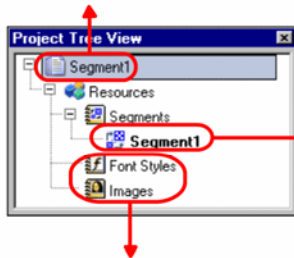 Project Tree View
Segment1
Resources
Segments
Segment1
Font Styles
Images